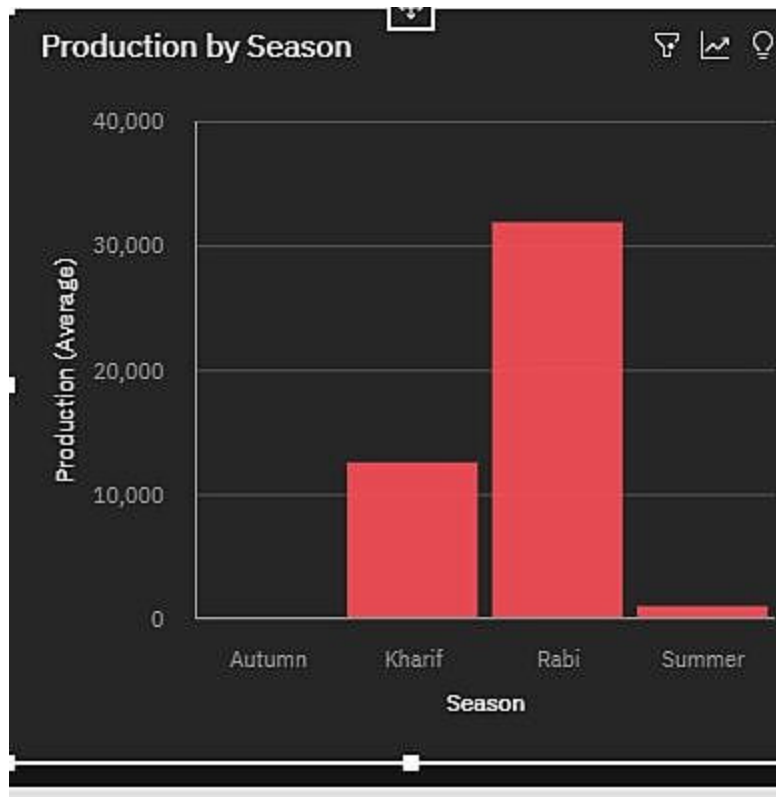 Production by Season
40,000
30,000
20,000
10,000
0
Production (Average)
Autumn Kharif Rabi Summer
Season